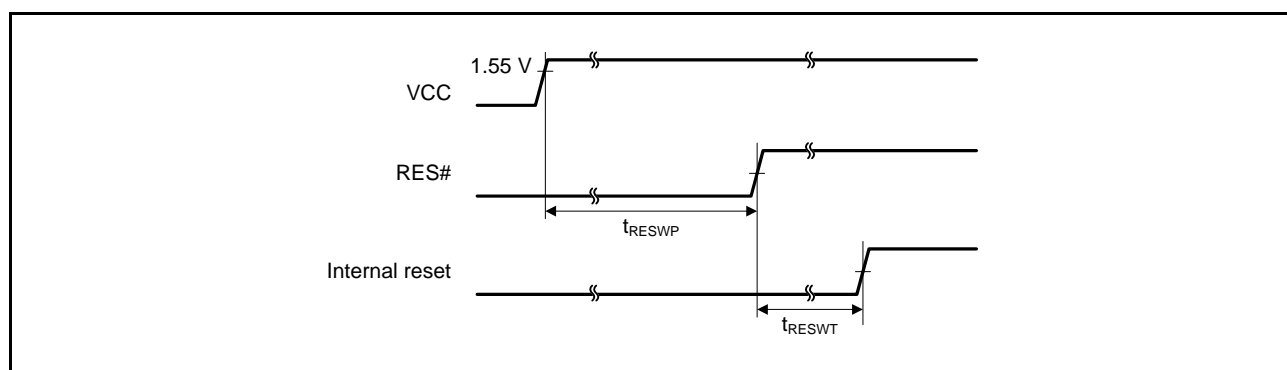 1.55 V
VCC
RES#
tRESWP
Internal reset
tRESWT